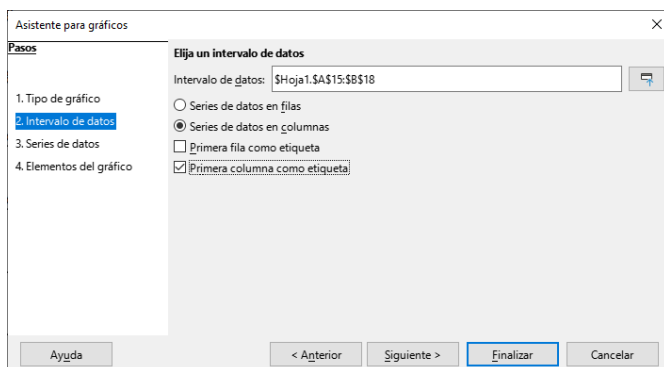 Asistente para gráficos
Pasos
1. Tipo de gráfico
2. Intervalo de datos
3. Series de datos
4. Elementos del gráfico
Elija un intervalo de datos
Intervalo de datos: $Hoja1.$A$15:$B$18
Series de datos en filas
Series de datos en columnas
Primera fila como etiqueta
Primera columna como etiqueta
Ayuda < Anterior Siguiente > Finalizar Cancelar